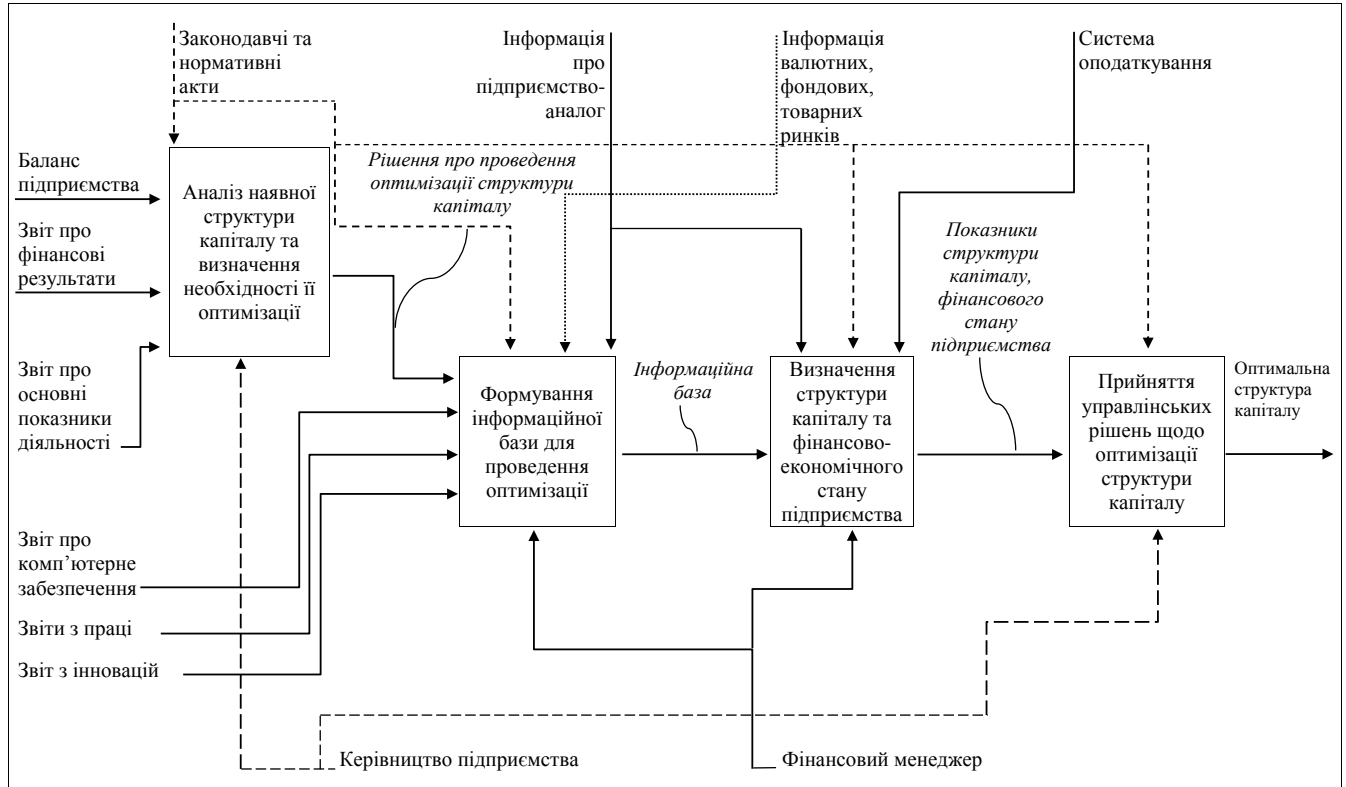 Законодавчі та
нормативні
акти
Інформація
про
підприємство-
аналог
Інформація
валютних,
фондових,
товарних
ринків
Система
оподаткування
Баланс
підприємства
Звіт про
фінансові
результати
Звіт про
основні
показники
діяльності
Аналіз наявної
структури
капіталу та
визначення
необхідності її
оптимізації
Рішення про проведення
оптимізації структури
капіталу
Формування
інформаційної
бази для
проведення
оптимізації
Інформаційна
база
Визначення
структури
капіталу та
фінансово-
економічного
стану
підприємства
Показники
структури
капіталу,
фінансового
стану
підприємства
Прийняття
управлінських
рішень щодо
оптимізації
структури
капіталу
Оптимальна
структура
капіталу
Звіт про
комп’ютерне
забезпечення
Звіти з праці
Звіт з інновацій
Керівництво підприємства
Фінансовий менеджер